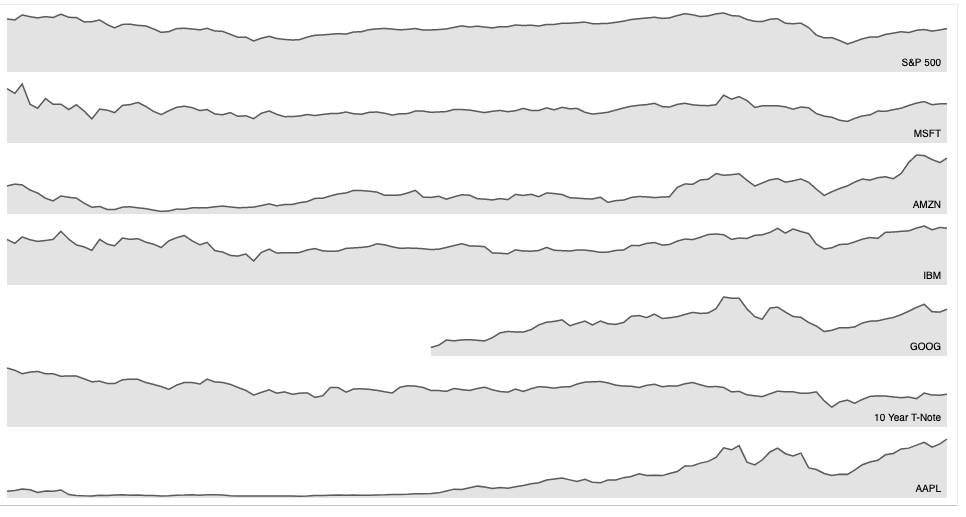 S&P 500
MSFT
AMZN
IBM
GOOG
10 Year T-Note
AAPL